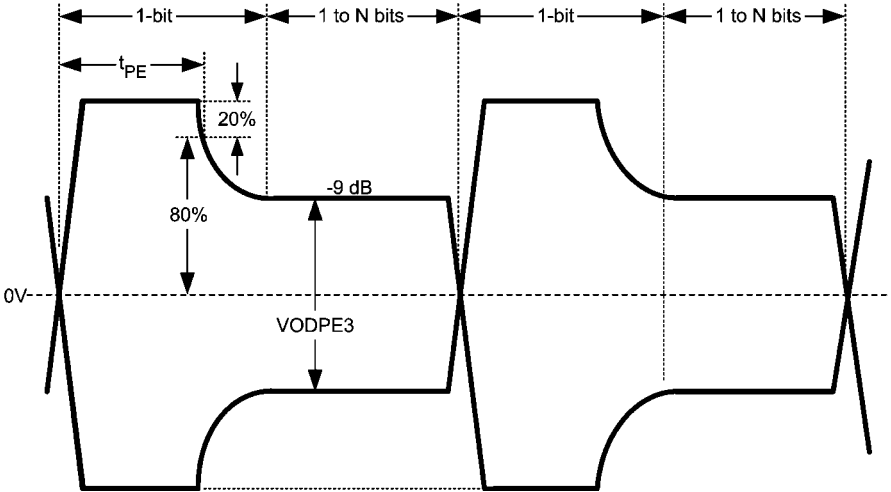 1-bit 1 to N bits 1-bit 1 to N bits
tPE
20%
-9 dB
80%
0V
VODPE3